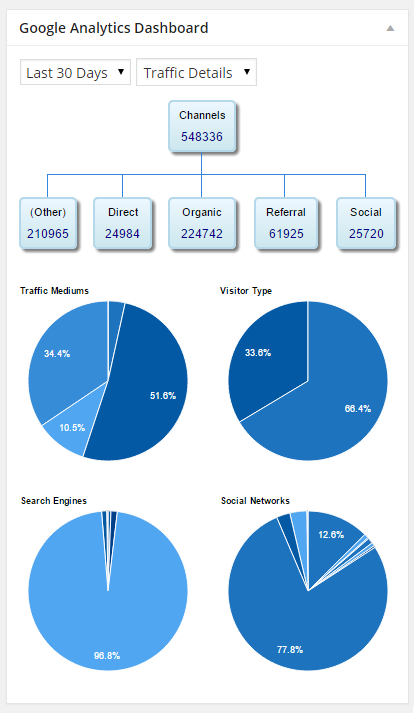 Google Analytics Dashboard
Last 30 Days
Traffic Details
Channels
548336
(Other)
210965
Direct
24984
Organic
224742
Referral
61925
Social
25720
Traffic Mediums
34.4%
51.6%
10.5%
Visitor Type
33.6%
66.4%
Search Engines
96.8%
Social Networks
12.6%
77.8%